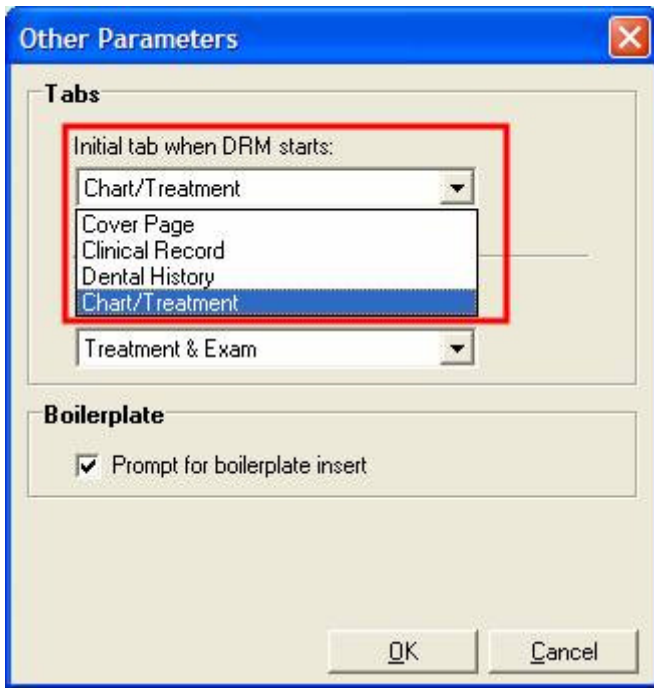 Other Parameters
Tabs
Initial tab when DRM starts:
Chart/Treatment
Cover Page
Clinical Record
Dental History
Chart/Treatment
Treatment & Exam
Boilerplate
Prompt for boilerplate insert
OK Cancel